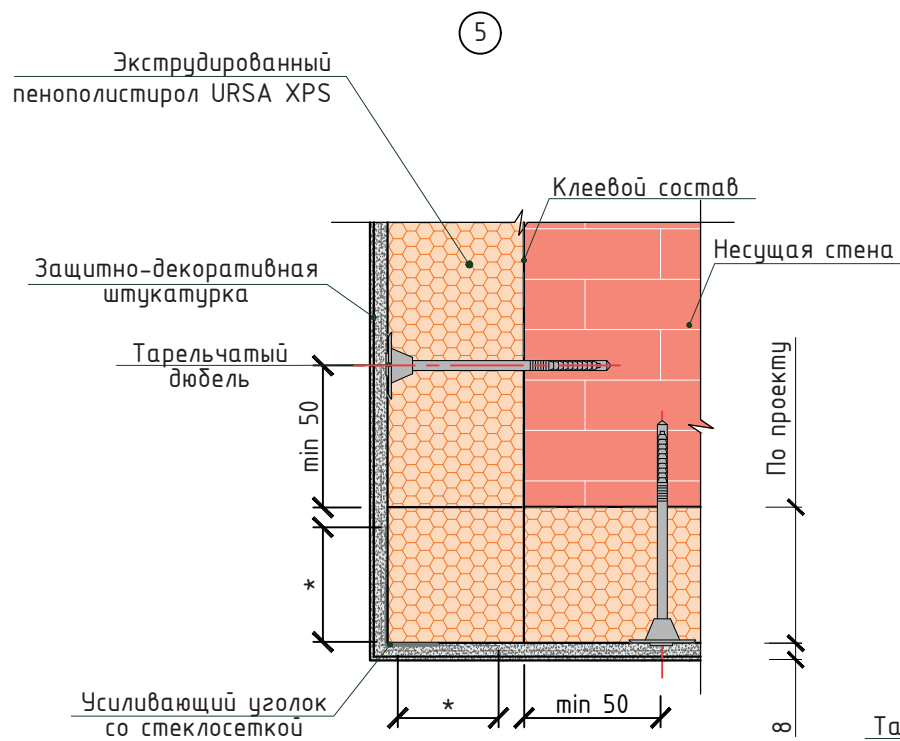 5
Экструдированный
пенополистирол URSA XPS
Клеевой состав
Несущая стена
Защитно-декоративная
штукатурка
Тарельчатый
дюбель
min 50
По проекту
*
Усиливающий уголок
со стеклосеткой
*
min 50
8
Та